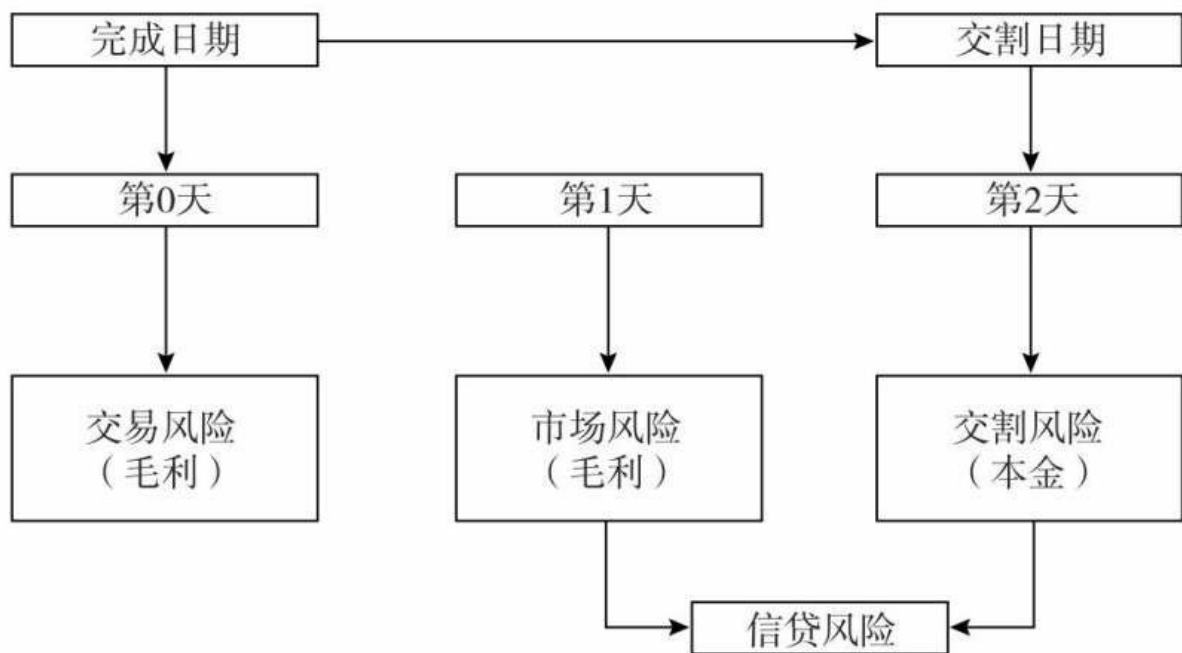 完成日期
交割日期
第0天
第1天
第2天
交易风险
（毛利）
市场风险
（毛利）
交割风险
（本金）
信贷风险